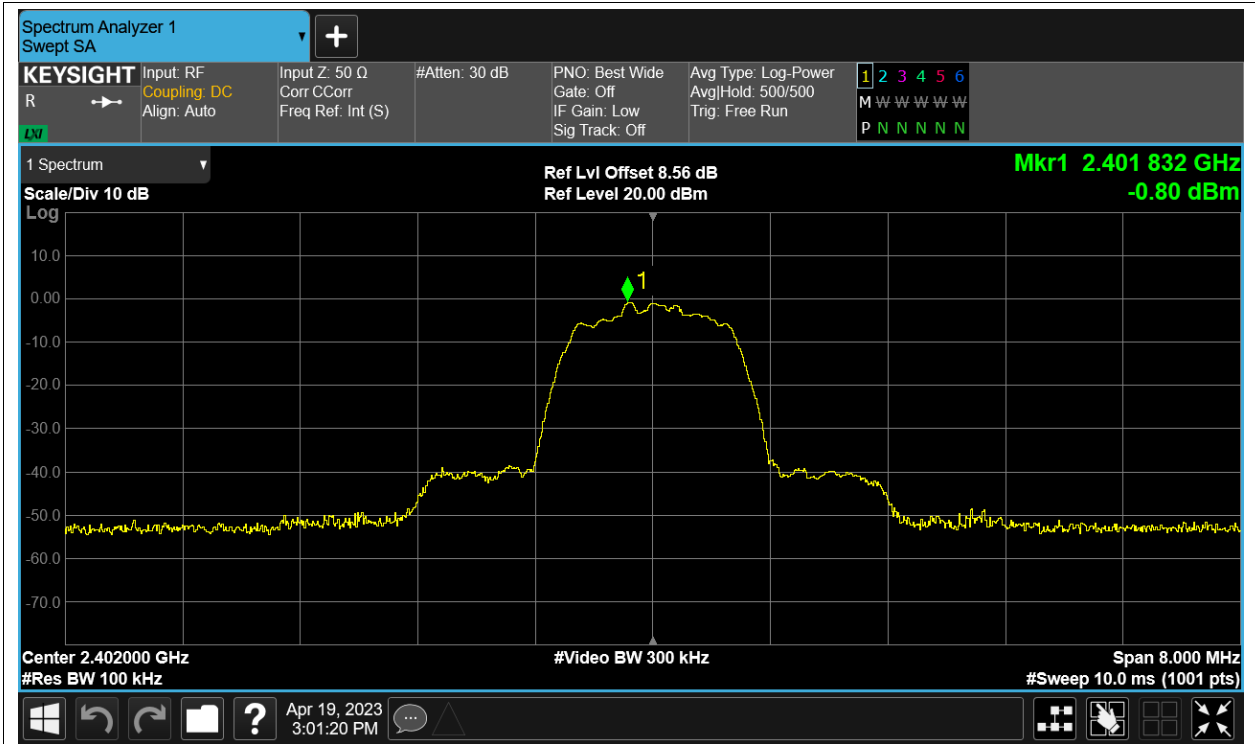 Spectrum Analyzer 1
Swept SA
+
KEYSIGHT
R
LXI
Input: RF
Coupling: DC
Align: Auto
Input Z: 50 Ω
Corr CCorr
Freq Ref: Int (S)
#Atten: 30 dB
PNO: Best Wide
Gate: Off
IF Gain: Low
Sig Track: Off
Avg Type: Log-Power
Avg|Hold: 500/500
Trig: Free Run
1 2 3 4 5 6
M W W W W W
P N N N N N
1 Spectrum
Scale/Div 10 dB
Log
Ref Lvl Offset 8.56 dB
Ref Level 20.00 dBm
Mkr1 2.401 832 GHz
-0.80 dBm
10.0
0.00
-10.0
-20.0
-30.0
-40.0
-50.0
-60.0
-70.0
1
Center 2.402000 GHz
#Video BW 300 kHz
Span 8.000 MHz
#Res BW 100 kHz
#Sweep 10.0 ms (1001 pts)
?
Apr 19, 2023
3:01:20 PM